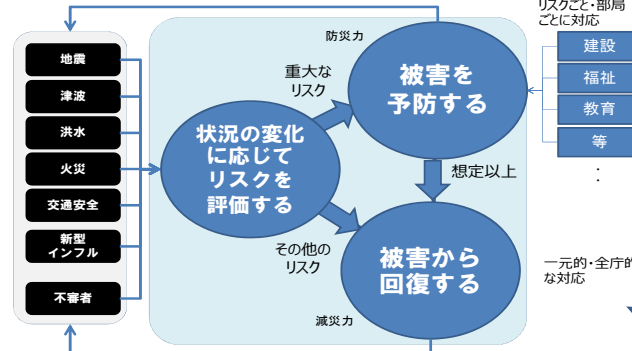 リスクごと・部局
ごとに対応
地震
津波
洪水
火災
交通安全
新型
インフル
不審者
防災力
重大な
リスク
被害を
予防する
状況の変化
に応じて
リスクを
評価する
想定以上
その他の
リスク
被害から
回復する
減災力
建設
福祉
教育
等
:
一元的・全庁的
な対応